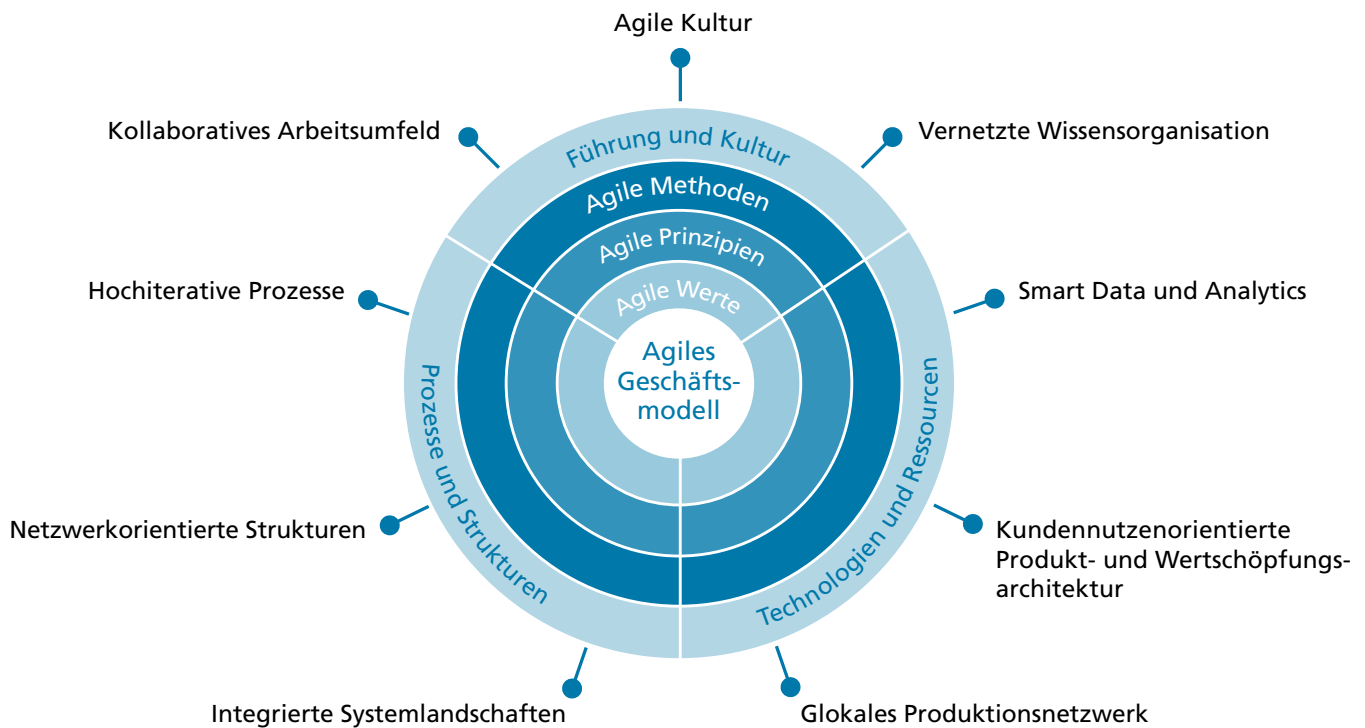 Agile Kultur
Kollaboratives Arbeitsumfeld
Vernetzte Wissensorganisation
Führung und Kultur
Agile Methoden
Agile Prinzipien
Agile Werte
Hochiterative Prozesse
Smart Data und Analytics
Agiles
Geschäfts-
modell
Prozesse und Strukturen
Technologien und Ressourcen
Netzwerkorientierte Strukturen
Kundennutzenorientierte
Produkt- und Wertschöpfungs-
architektur
Integrierte Systemlandschaften
Glokales Produktionsnetzwerk